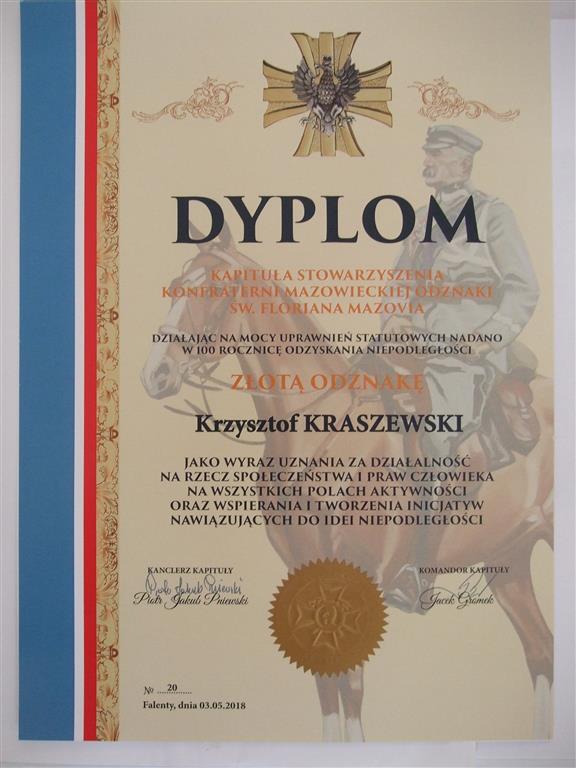 DYPLOM
KAPITUŁA STOWARZYSZENIA
KONFRATERNI MAZOWIECKIEJ ODZNAKI
ŚW. FLORIANA MAZOVIA
DZIAŁAJĄC NA MOCY UPRAWNIEŃ STATUTOWYCH NADANO
W 100 ROCZNICĘ ODZYSKANIA NIEPODLEGŁOŚCI
ZŁOTĄ ODZNAKĘ
Krzysztof KRASZEWSKI
JAKO WYRAZ UZNANIA ZA DZIAŁALNOŚĆ
NA RZECZ SPOŁECZEŃSTWA I PRAW CZŁOWIEKA
NA WSZYSTKICH POLACH AKTYWNOŚCI
ORAZ WSPIERANIA I TWORZENIA INICJATYW
NAWIĄZUJĄCYCH DO IDEI NIEPODLEGŁOŚCI
KANCLERZ KAPITUŁY
Piotr Jakub Pniewski
Piotr Jakub Pniewski
KOMANDOR KAPITUŁY
Jacek Gromek
№ ...20...
Falenty, dnia 03.05.2018